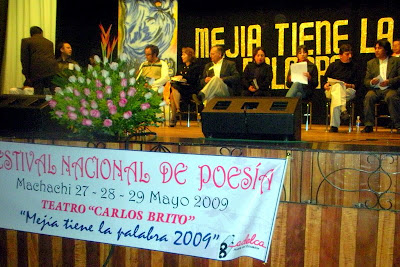 MEJIA TIENE LA
ESTIVAL NACIONAL DE POESÍA
Machachi 27 - 28 - 29 Mayo 2009
TEATRO "CARLOS BRITO"
"Mejía tiene la palabra 2009"